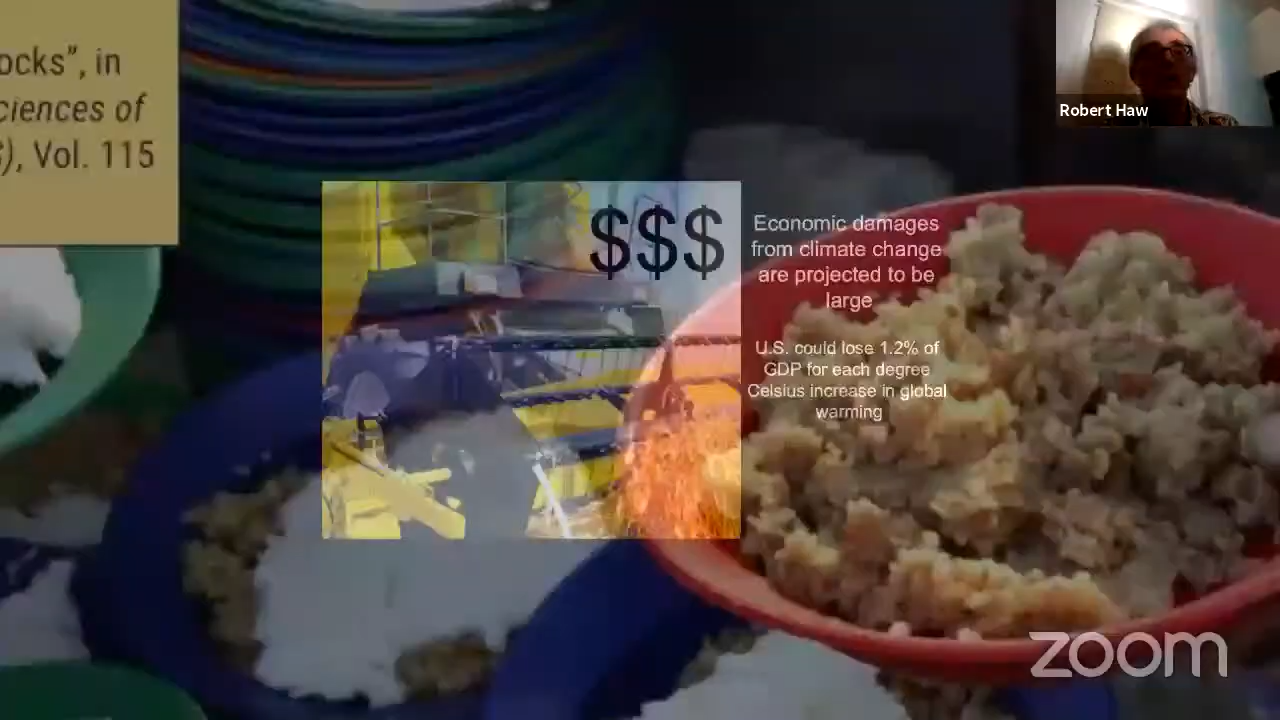 ocks”, in
ciences of
), Vol. 115
Robert Haw
$$$
Economic damages
from climate change
are projected to be
large
U.S. could lose 1.2% of
GDP for each degree
Celsius increase in global
warming
zoom